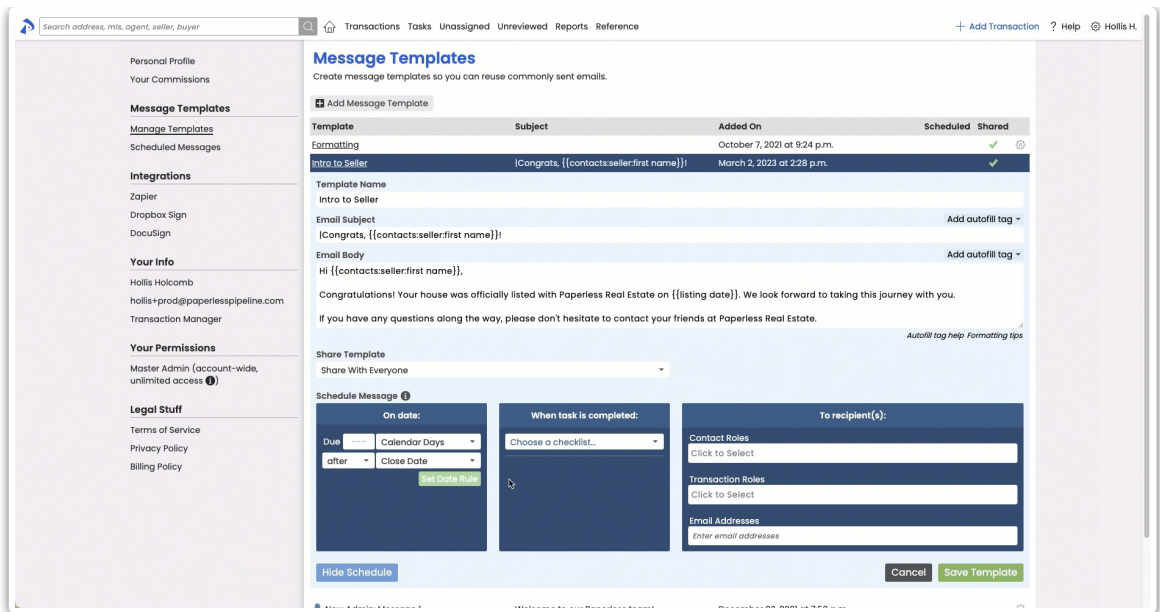 Search address, mls, agent, seller, buyer
Transactions Tasks Unassigned Unreviewed Reports Reference
+ Add Transaction ? Help Hollis H.
Personal Profile
Your Commissions
Message Templates
Manage Templates
Scheduled Messages
Integrations
Zapier
Dropbox Sign
DocuSign
Your Info
Hollis Holcomb
hollis+prod@paperlesspipeline.com
Transaction Manager
Your Permissions
Master Admin (account-wide,
unlimited access)
Legal Stuff
Terms of Service
Privacy Policy
Billing Policy
Message Templates
Create message templates so you can reuse commonly sent emails.
Add Message Template
Template Subject Added On Scheduled Shared
Formatting October 7, 2021 at 9:24 p.m.
Intro to Seller |Congrats, {{contacts:seller:first name}}! March 2, 2023 at 2:28 p.m.
Template Name
Intro to Seller
Email Subject Add autofill tag
|Congrats, {{contacts:seller:first name}}!
Email Body Add autofill tag
Hi {{contacts:seller:first name}},
Congratulations! Your house was officially listed with Paperless Real Estate on {{listing date}}. We look forward to taking this journey with you.
If you have any questions along the way, please don't hesitate to contact your friends at Paperless Real Estate.
Autofill tag help Formatting tips
Share Template
Share With Everyone
Schedule Message
On date:
Due --- Calendar Days
after Close Date
Set Date Rule
When task is completed:
Choose a checklist...
To recipient(s):
Contact Roles
Click to Select
Transaction Roles
Click to Select
Email Addresses
Enter email addresses
Hide Schedule Cancel Save Template